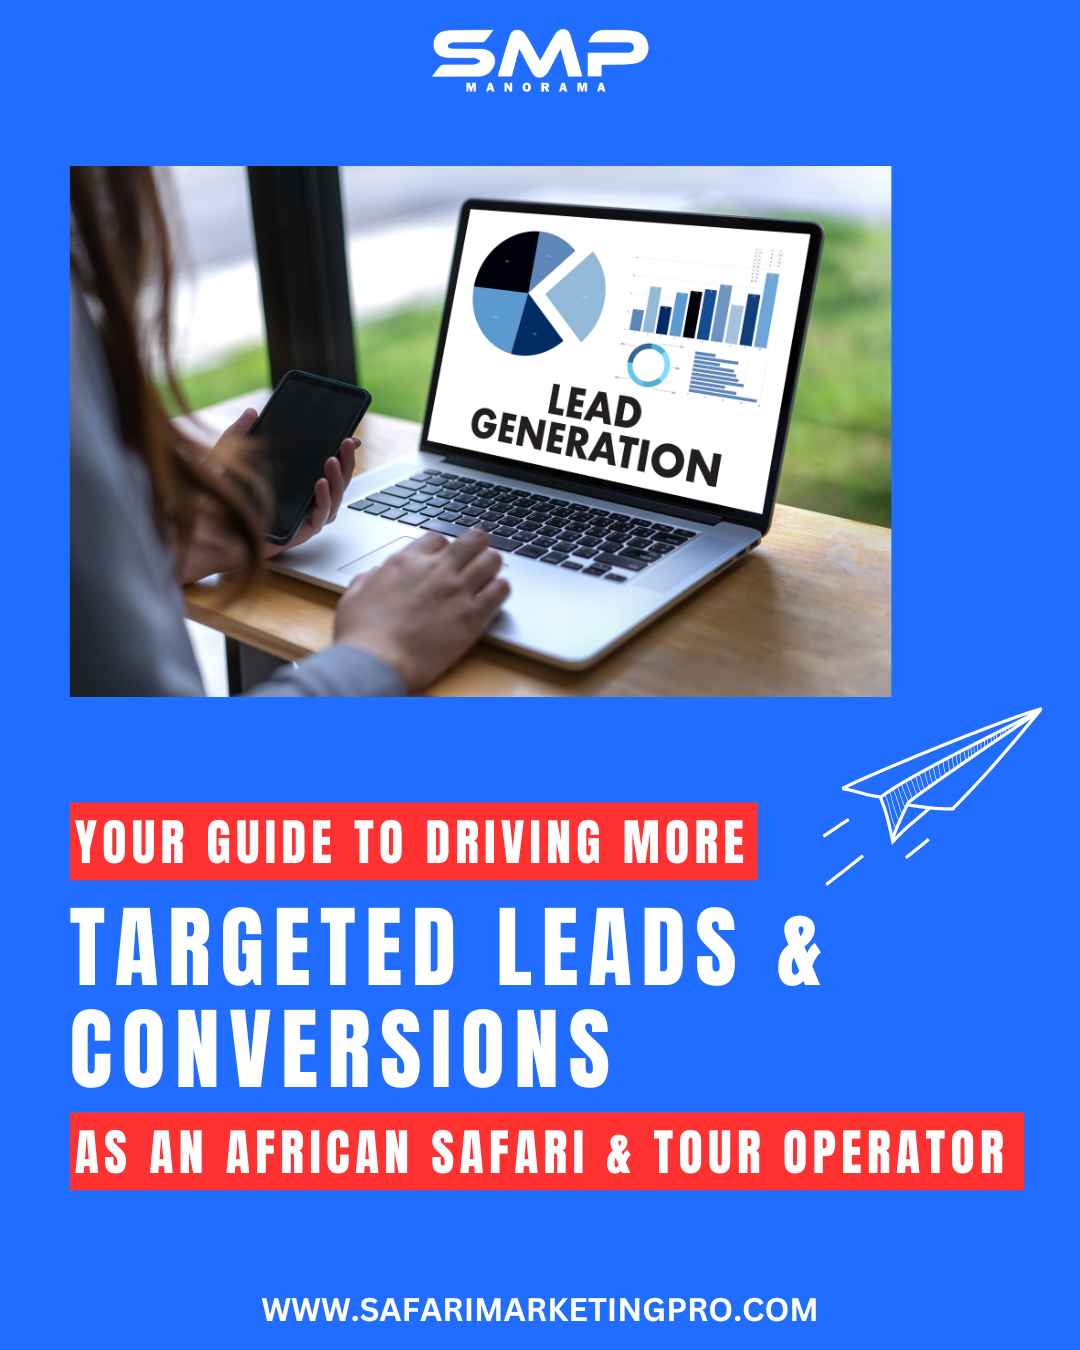 SMP
MANORAMA
LEAD
GENERATION
YOUR GUIDE TO DRIVING MORE
TARGETED LEADS &
CONVERSIONS
AS AN AFRICAN SAFARI & TOUR OPERATOR
WWW.SAFARIMARKETINGPRO.COM